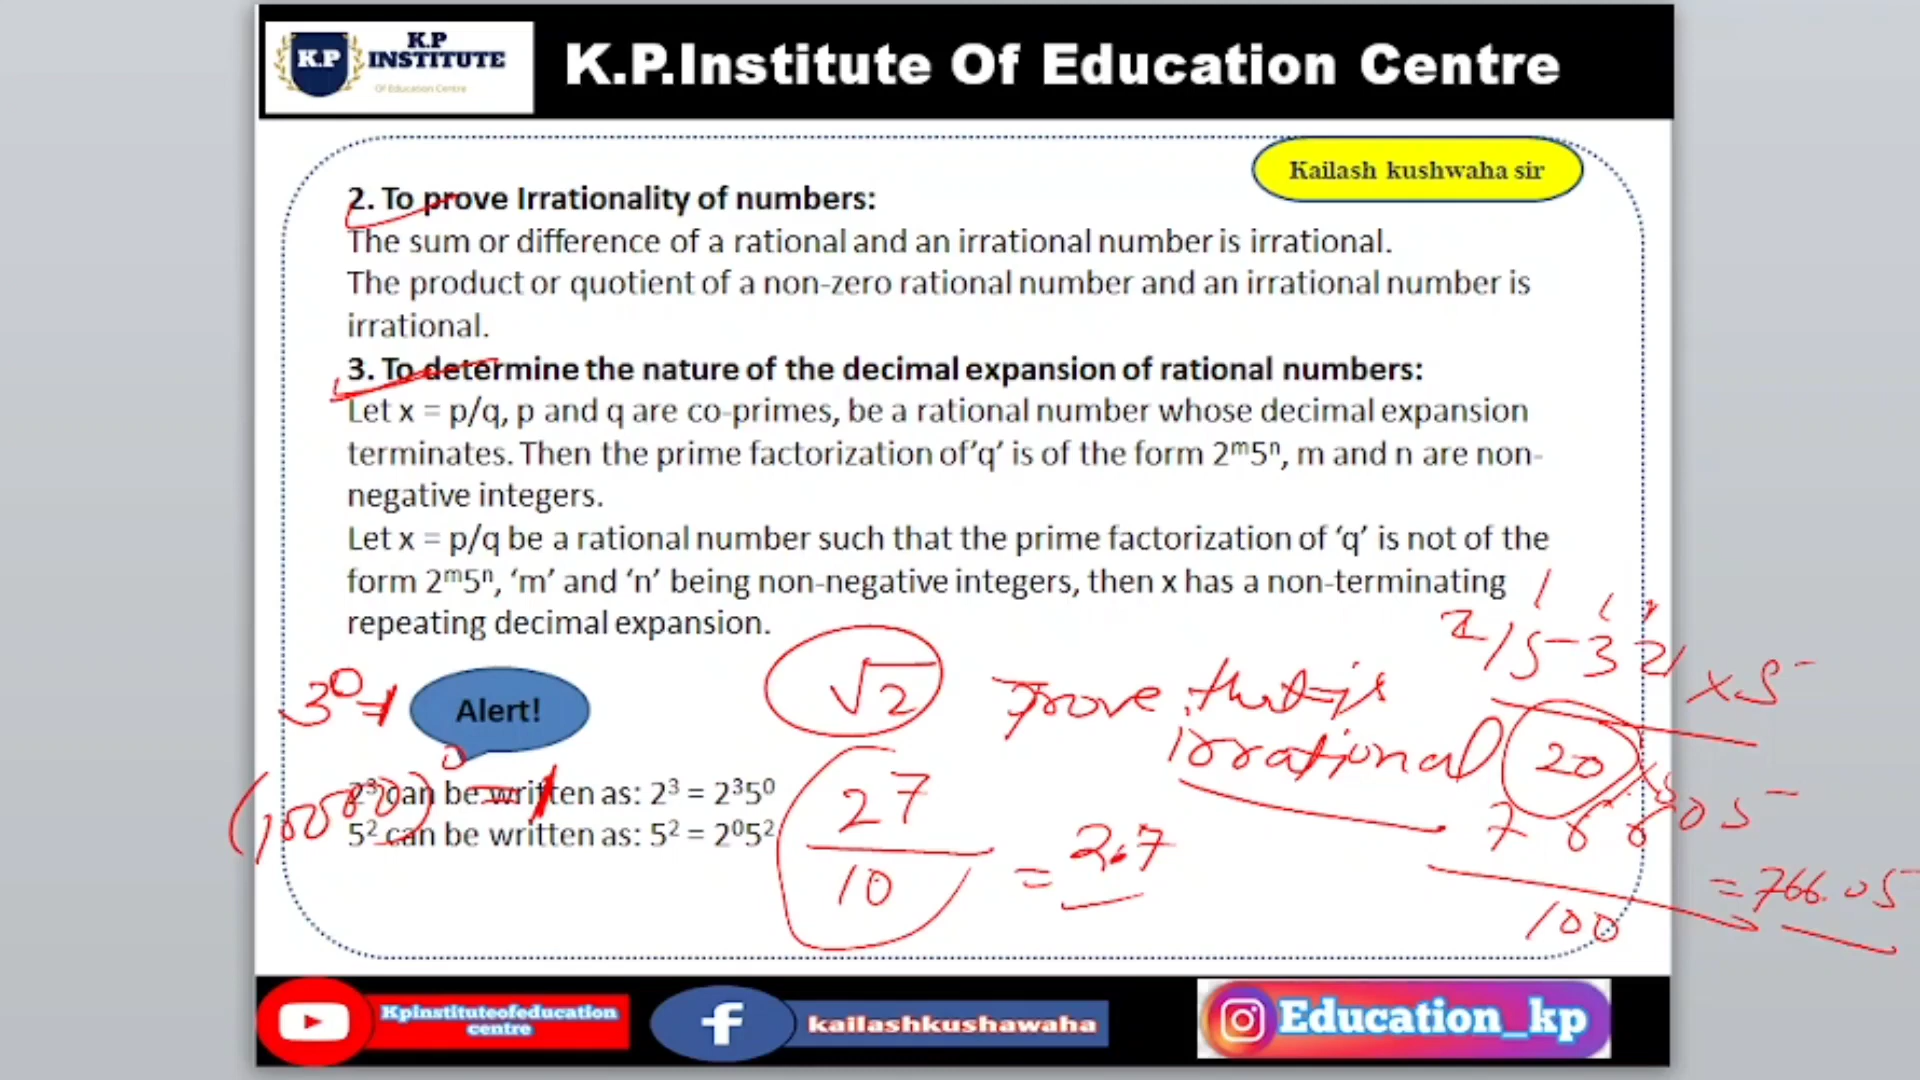 K.P
K.P
INSTITUTE
Of Education Centre
K.P.Institute Of Education Centre
Kailash kushwaha sir
2. To prove Irrationality of numbers:
The sum or difference of a rational and an irrational number is irrational.
The product or quotient of a non-zero rational number and an irrational number is
irrational.
3. To determine the nature of the decimal expansion of rational numbers:
Let x = p/q, p and q are co-primes, be a rational number whose decimal expansion
terminates. Then the prime factorization of’q’ is of the form 2ᵐ5ⁿ, m and n are non-
negative integers.
Let x = p/q be a rational number such that the prime factorization of ‘q’ is not of the
form 2ᵐ5ⁿ, ‘m’ and ‘n’ being non-negative integers, then x has a non-terminating
repeating decimal expansion.
3⁰=1
Alert!
√2
Prove that is
irrational
×5
20
2³ can be written as: 2³ = 2³5⁰
5² can be written as: 5² = 2⁰5²
27
10
= 2.7
76605
100
= 766.05
Kpinstituteofeducation
centre
f
kailashkushawaha
Education_kp